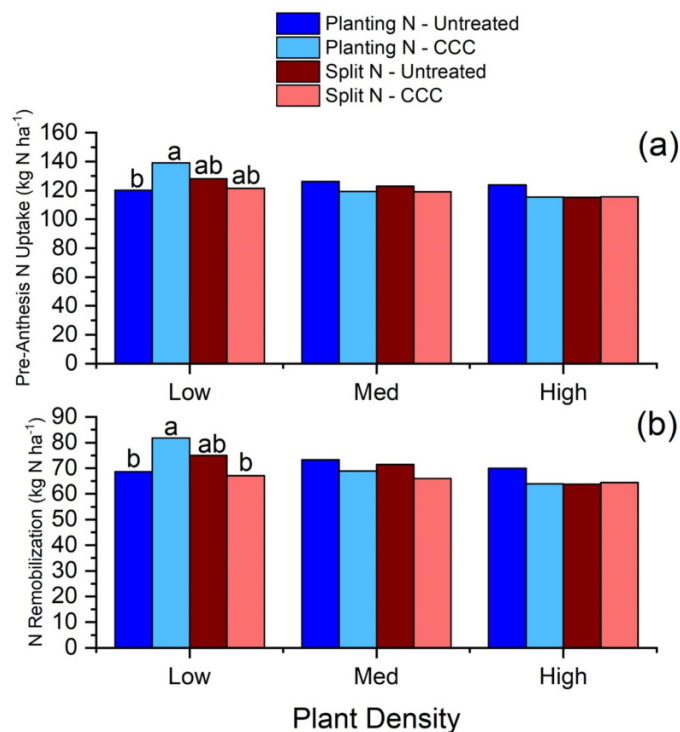 Planting N - Untreated
Planting N - CCC
Split N - Untreated
Split N - CCC
(a)
Pre-Anthesis N Uptake (kg N ha⁻¹)
160
140
120
100
80
60
40
20
0
b
a
ab
ab
Low
Med
High
(b)
N Remobilization (kg N ha⁻¹)
90
80
70
60
50
40
30
20
10
0
b
a
ab
b
Low
Med
High
Plant Density